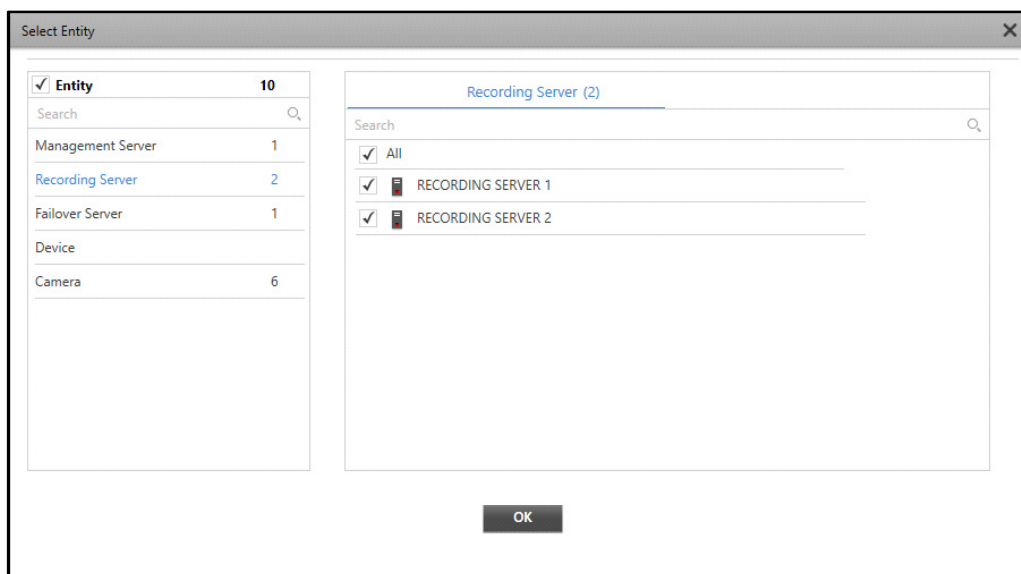 Select Entity
Entity 10
Search
Management Server 1
Recording Server 2
Failover Server 1
Device
Camera 6
Recording Server (2)
Search
All
RECORDING SERVER 1
RECORDING SERVER 2
OK